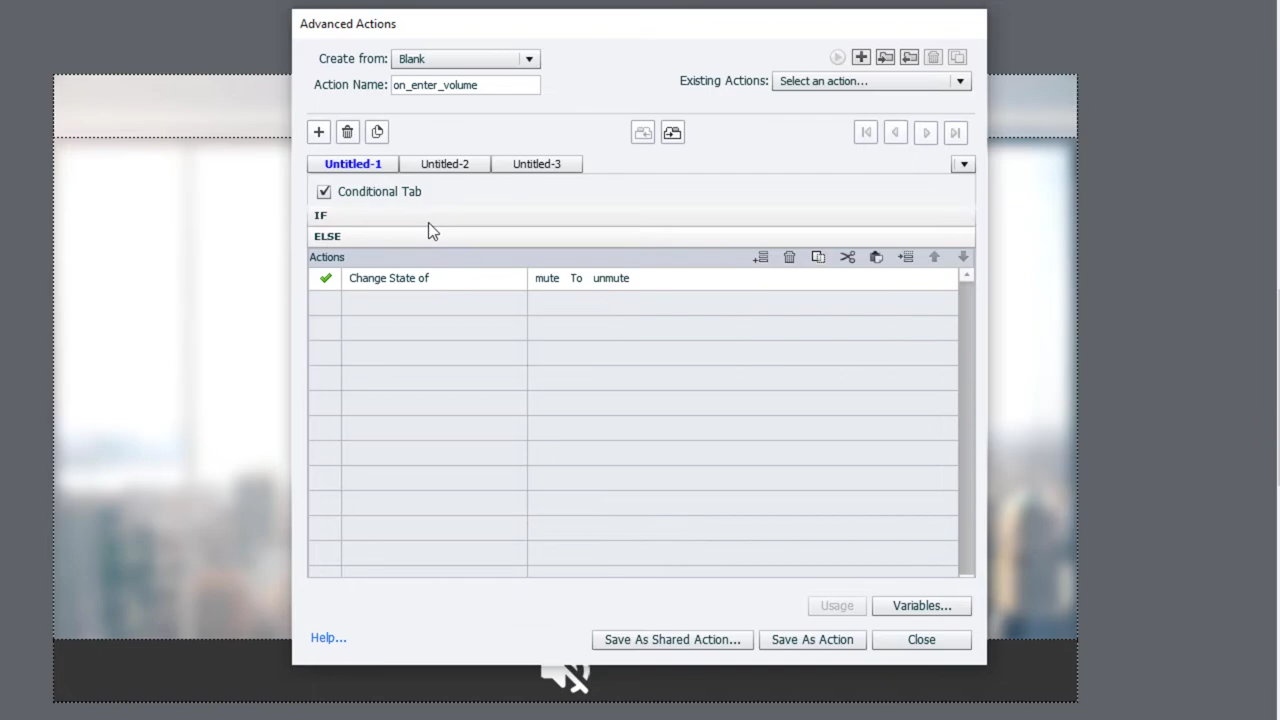 Advanced Actions
Create from: Blank
Action Name: on_enter_volume
Existing Actions: Select an action...
Untitled-1 Untitled-2 Untitled-3
Conditional Tab
IF
ELSE
Actions
Change State of mute To unmute
Usage Variables...
Help... Save As Shared Action... Save As Action Close